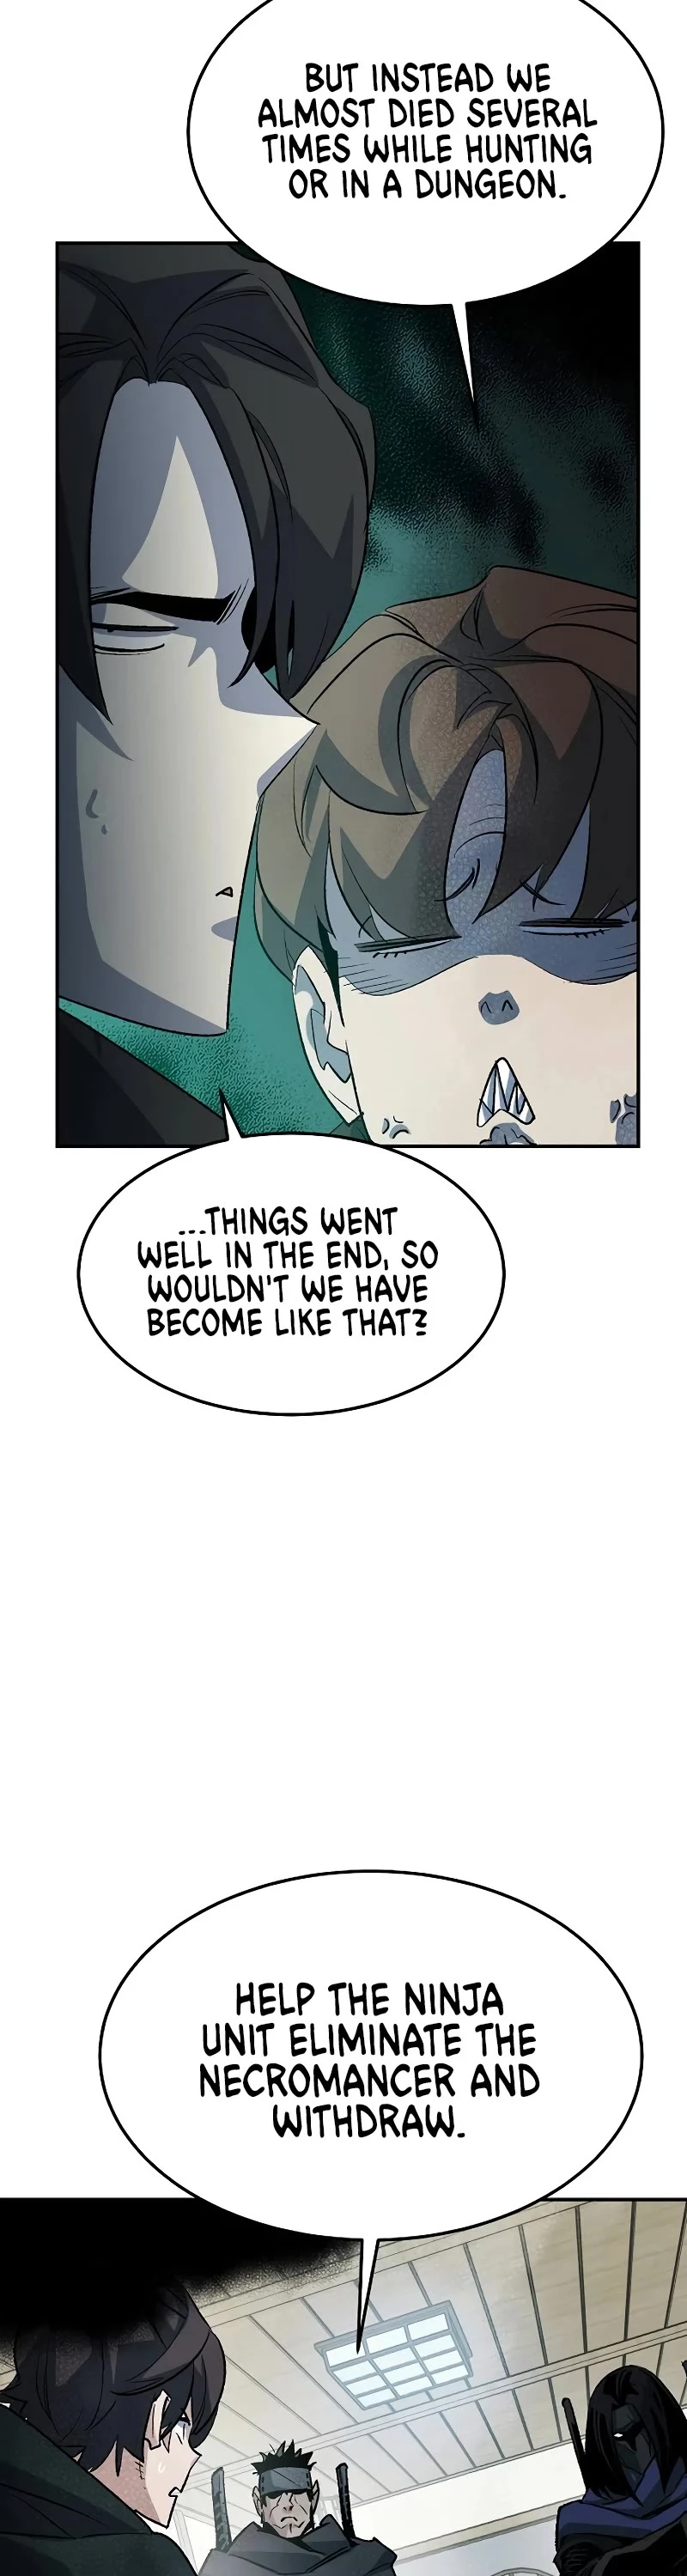 BUT INSTEAD WE
ALMOST DIED SEVERAL
TIMES WHILE HUNTING
OR IN A DUNGEON.
...THINGS WENT
WELL IN THE END, SO
WOULDN'T WE HAVE
BECOME LIKE THAT?
HELP THE NINJA
UNIT ELIMINATE THE
NECROMANCER AND
WITHDRAW.